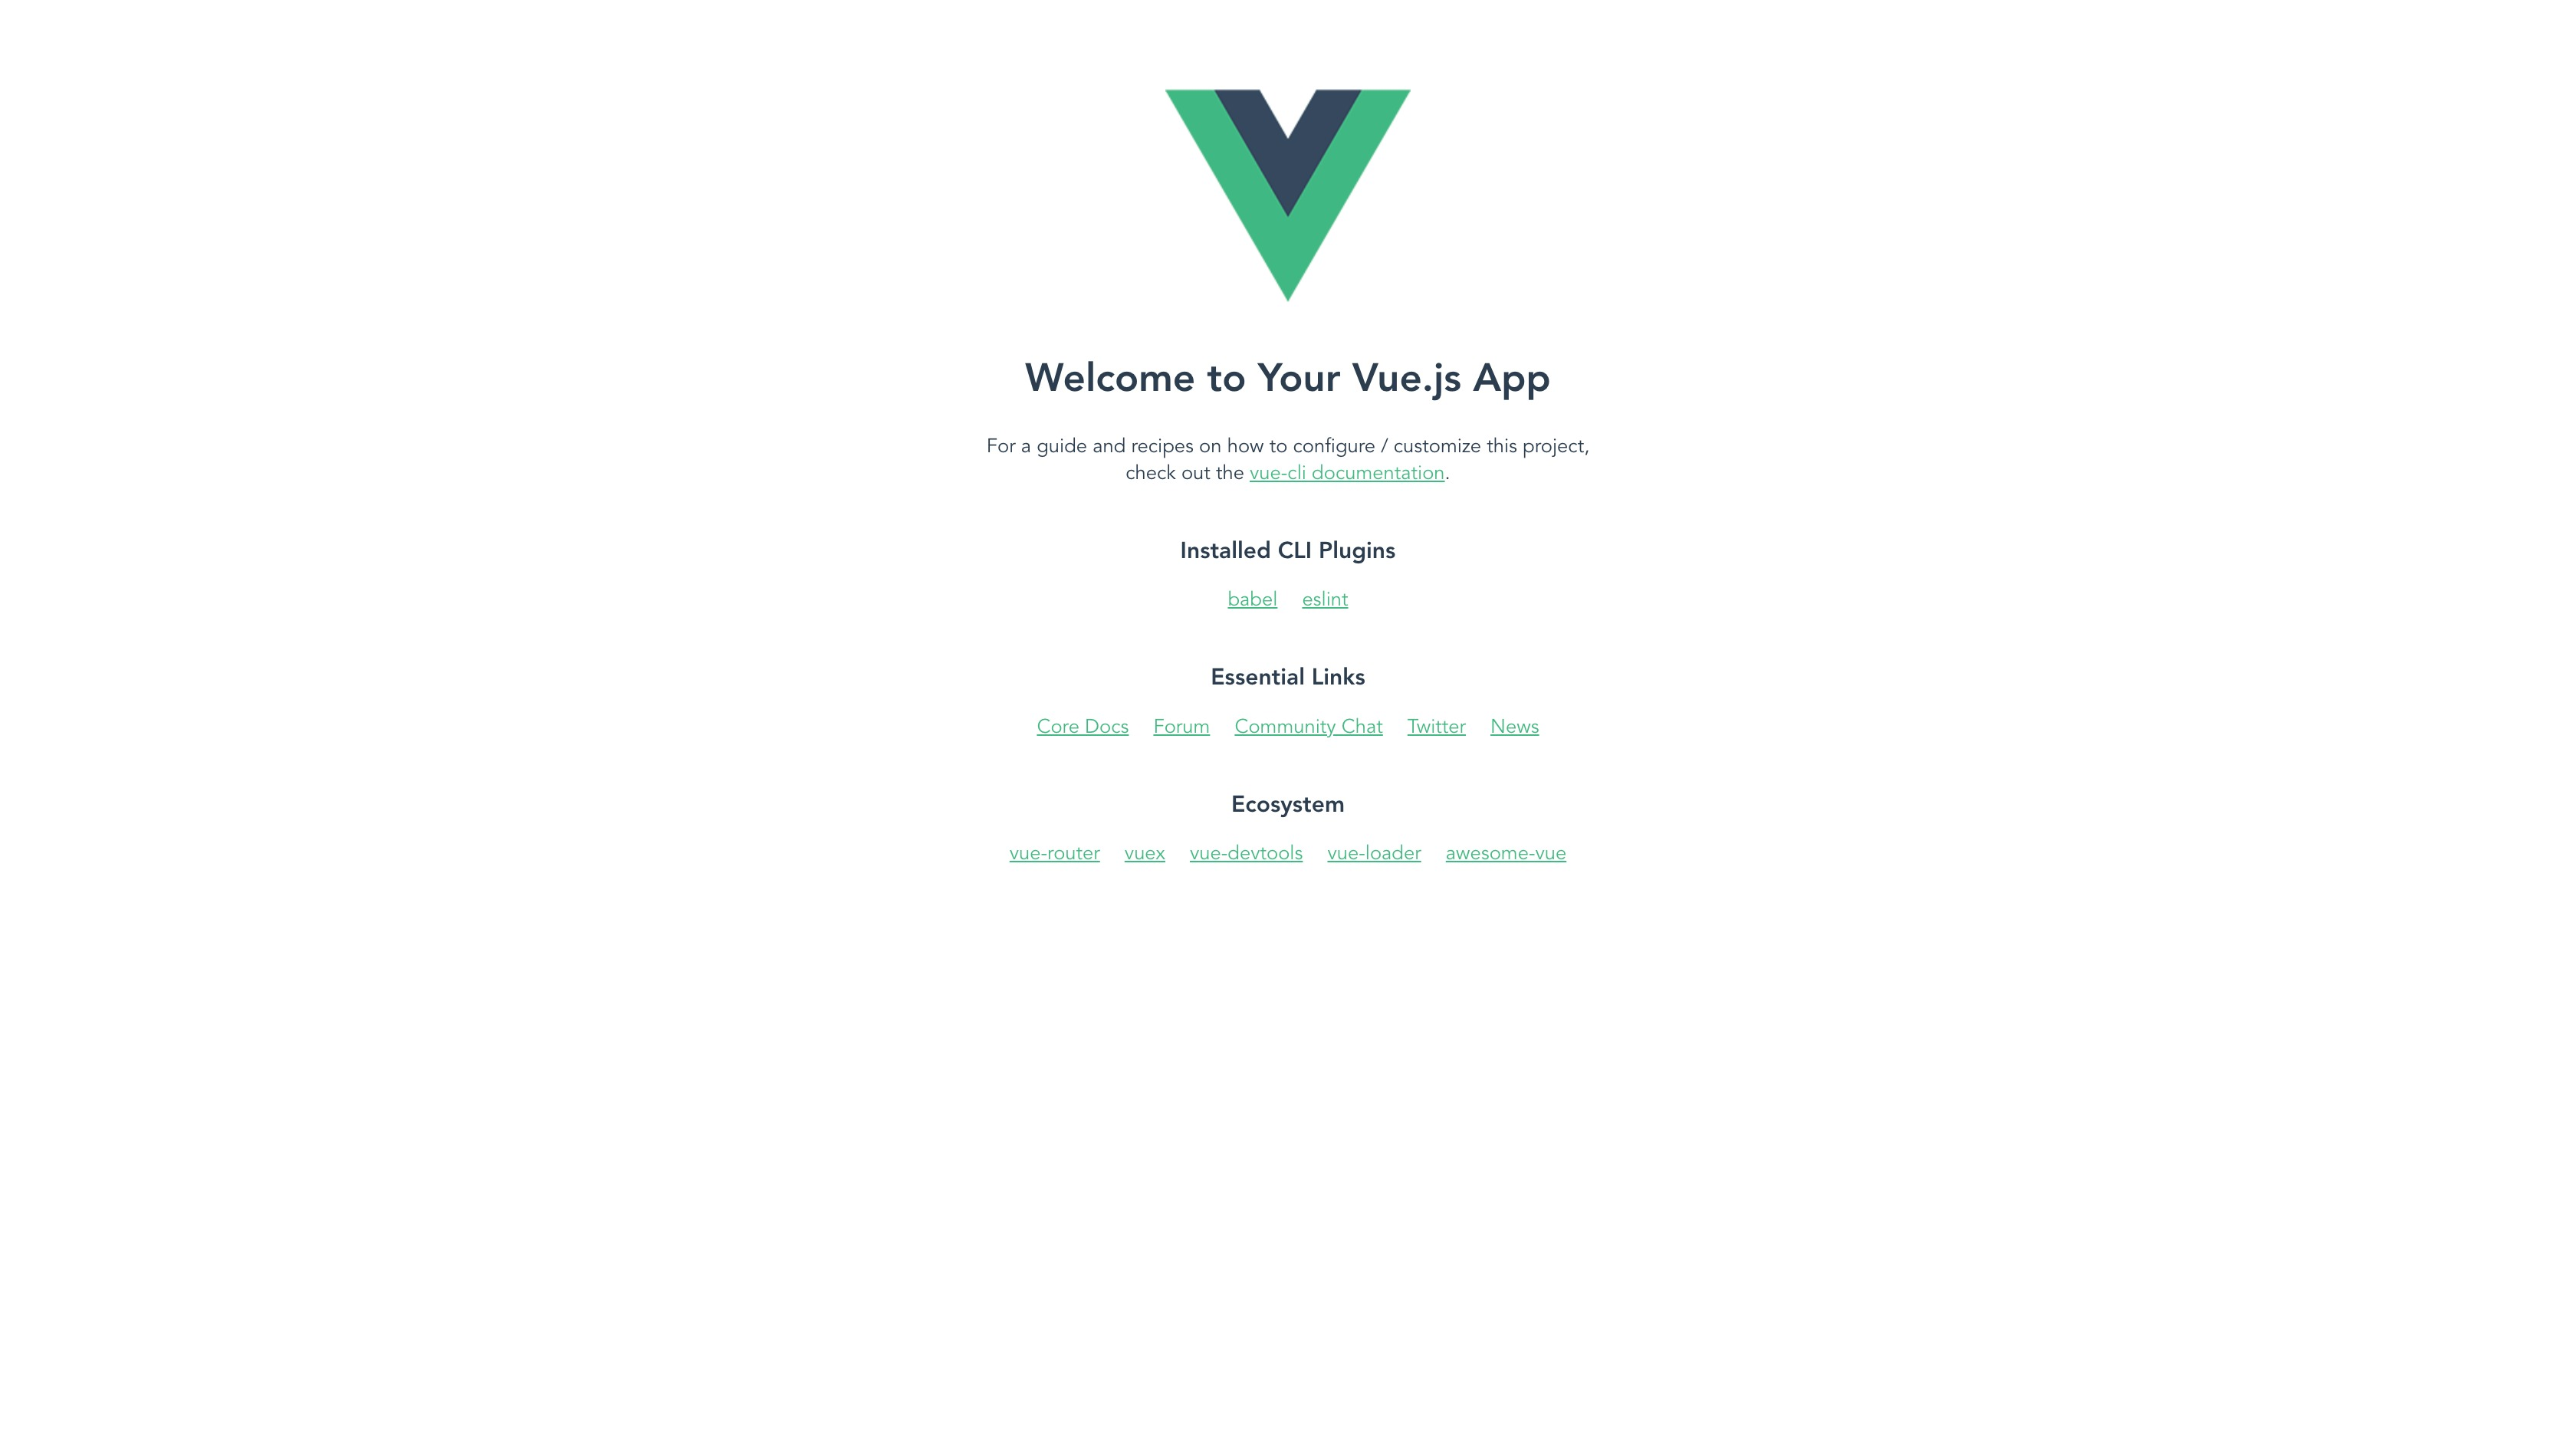 Welcome to Your Vue.js App
For a guide and recipes on how to configure / customize this project,
check out the vue-cli documentation.
Installed CLI Plugins
babel eslint
Essential Links
Core Docs Forum Community Chat Twitter News
Ecosystem
vue-router vuex vue-devtools vue-loader awesome-vue